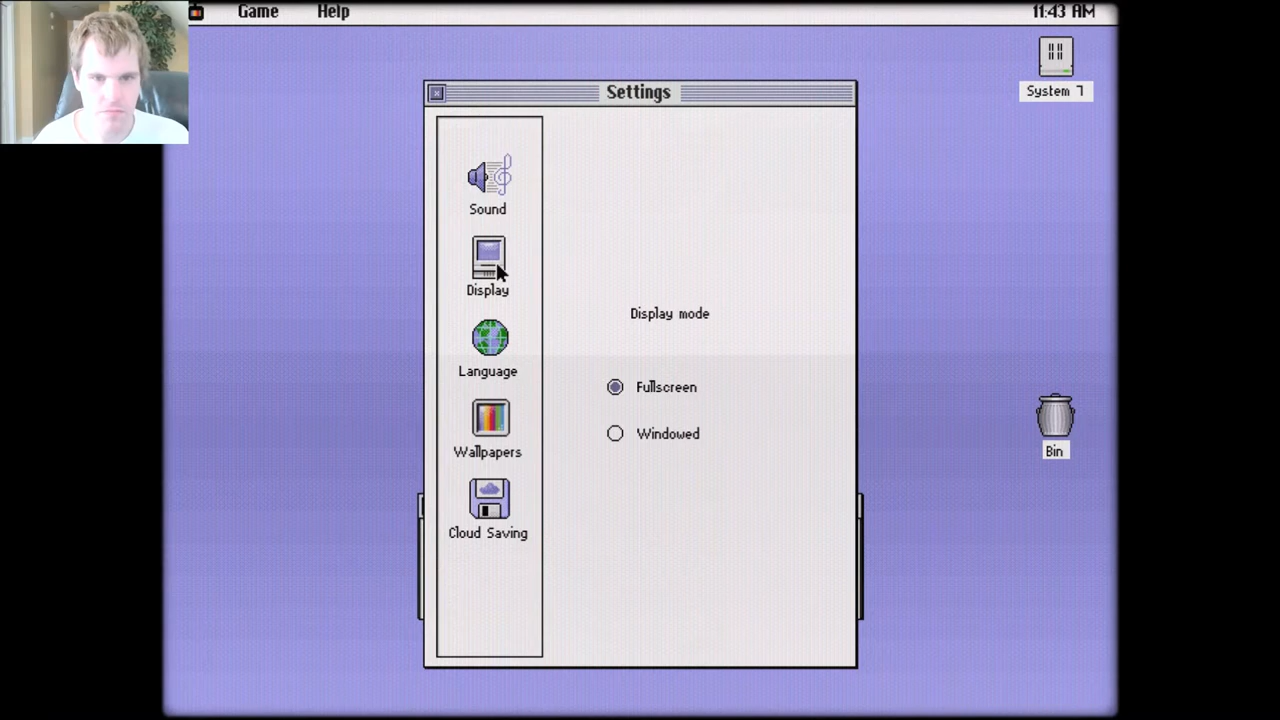 Game Help 11:43 AM
System 7
Settings
Sound
Display
Language
Wallpapers
Cloud Saving
Display mode
Fullscreen
Windowed
Bin